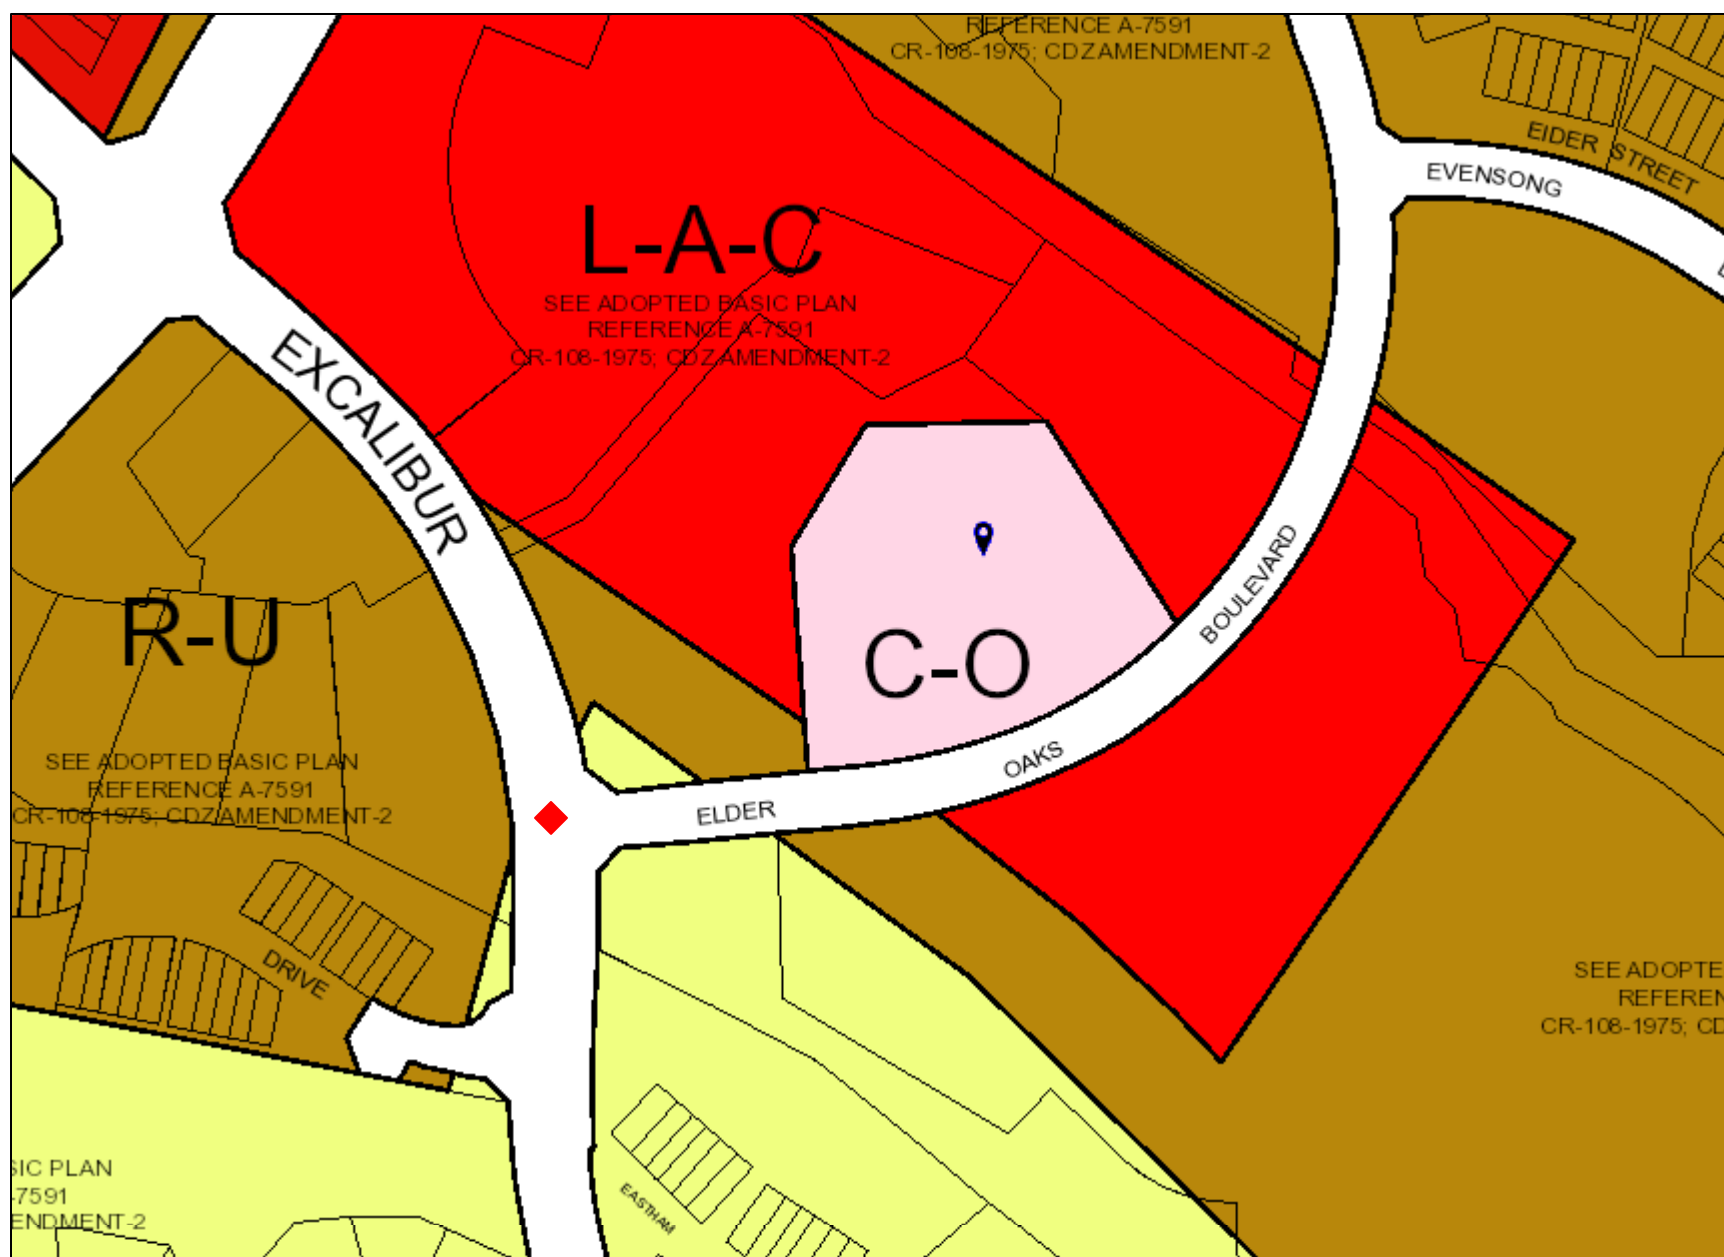 REFERENCE A-7591
CR-108-1975; CDZAMENDMENT-2
EIDER STREET
EVENSONG
L-A-C
SEE ADOPTED BASIC PLAN
REFERENCE A-7591
CR-108-1975; CDZAMENDMENT-2
EXCALIBUR
BOULEVARD
R-U
C-O
SEE ADOPTED BASIC PLAN
REFERENCE A-7591
CR-108-1975; CDZAMENDMENT-2
OAKS
ELDER
DRIVE
SEE ADOPTE
REFEREN
CR-108-1975; CD
SIC PLAN
-7591
ENDMENT-2
EASTHAM